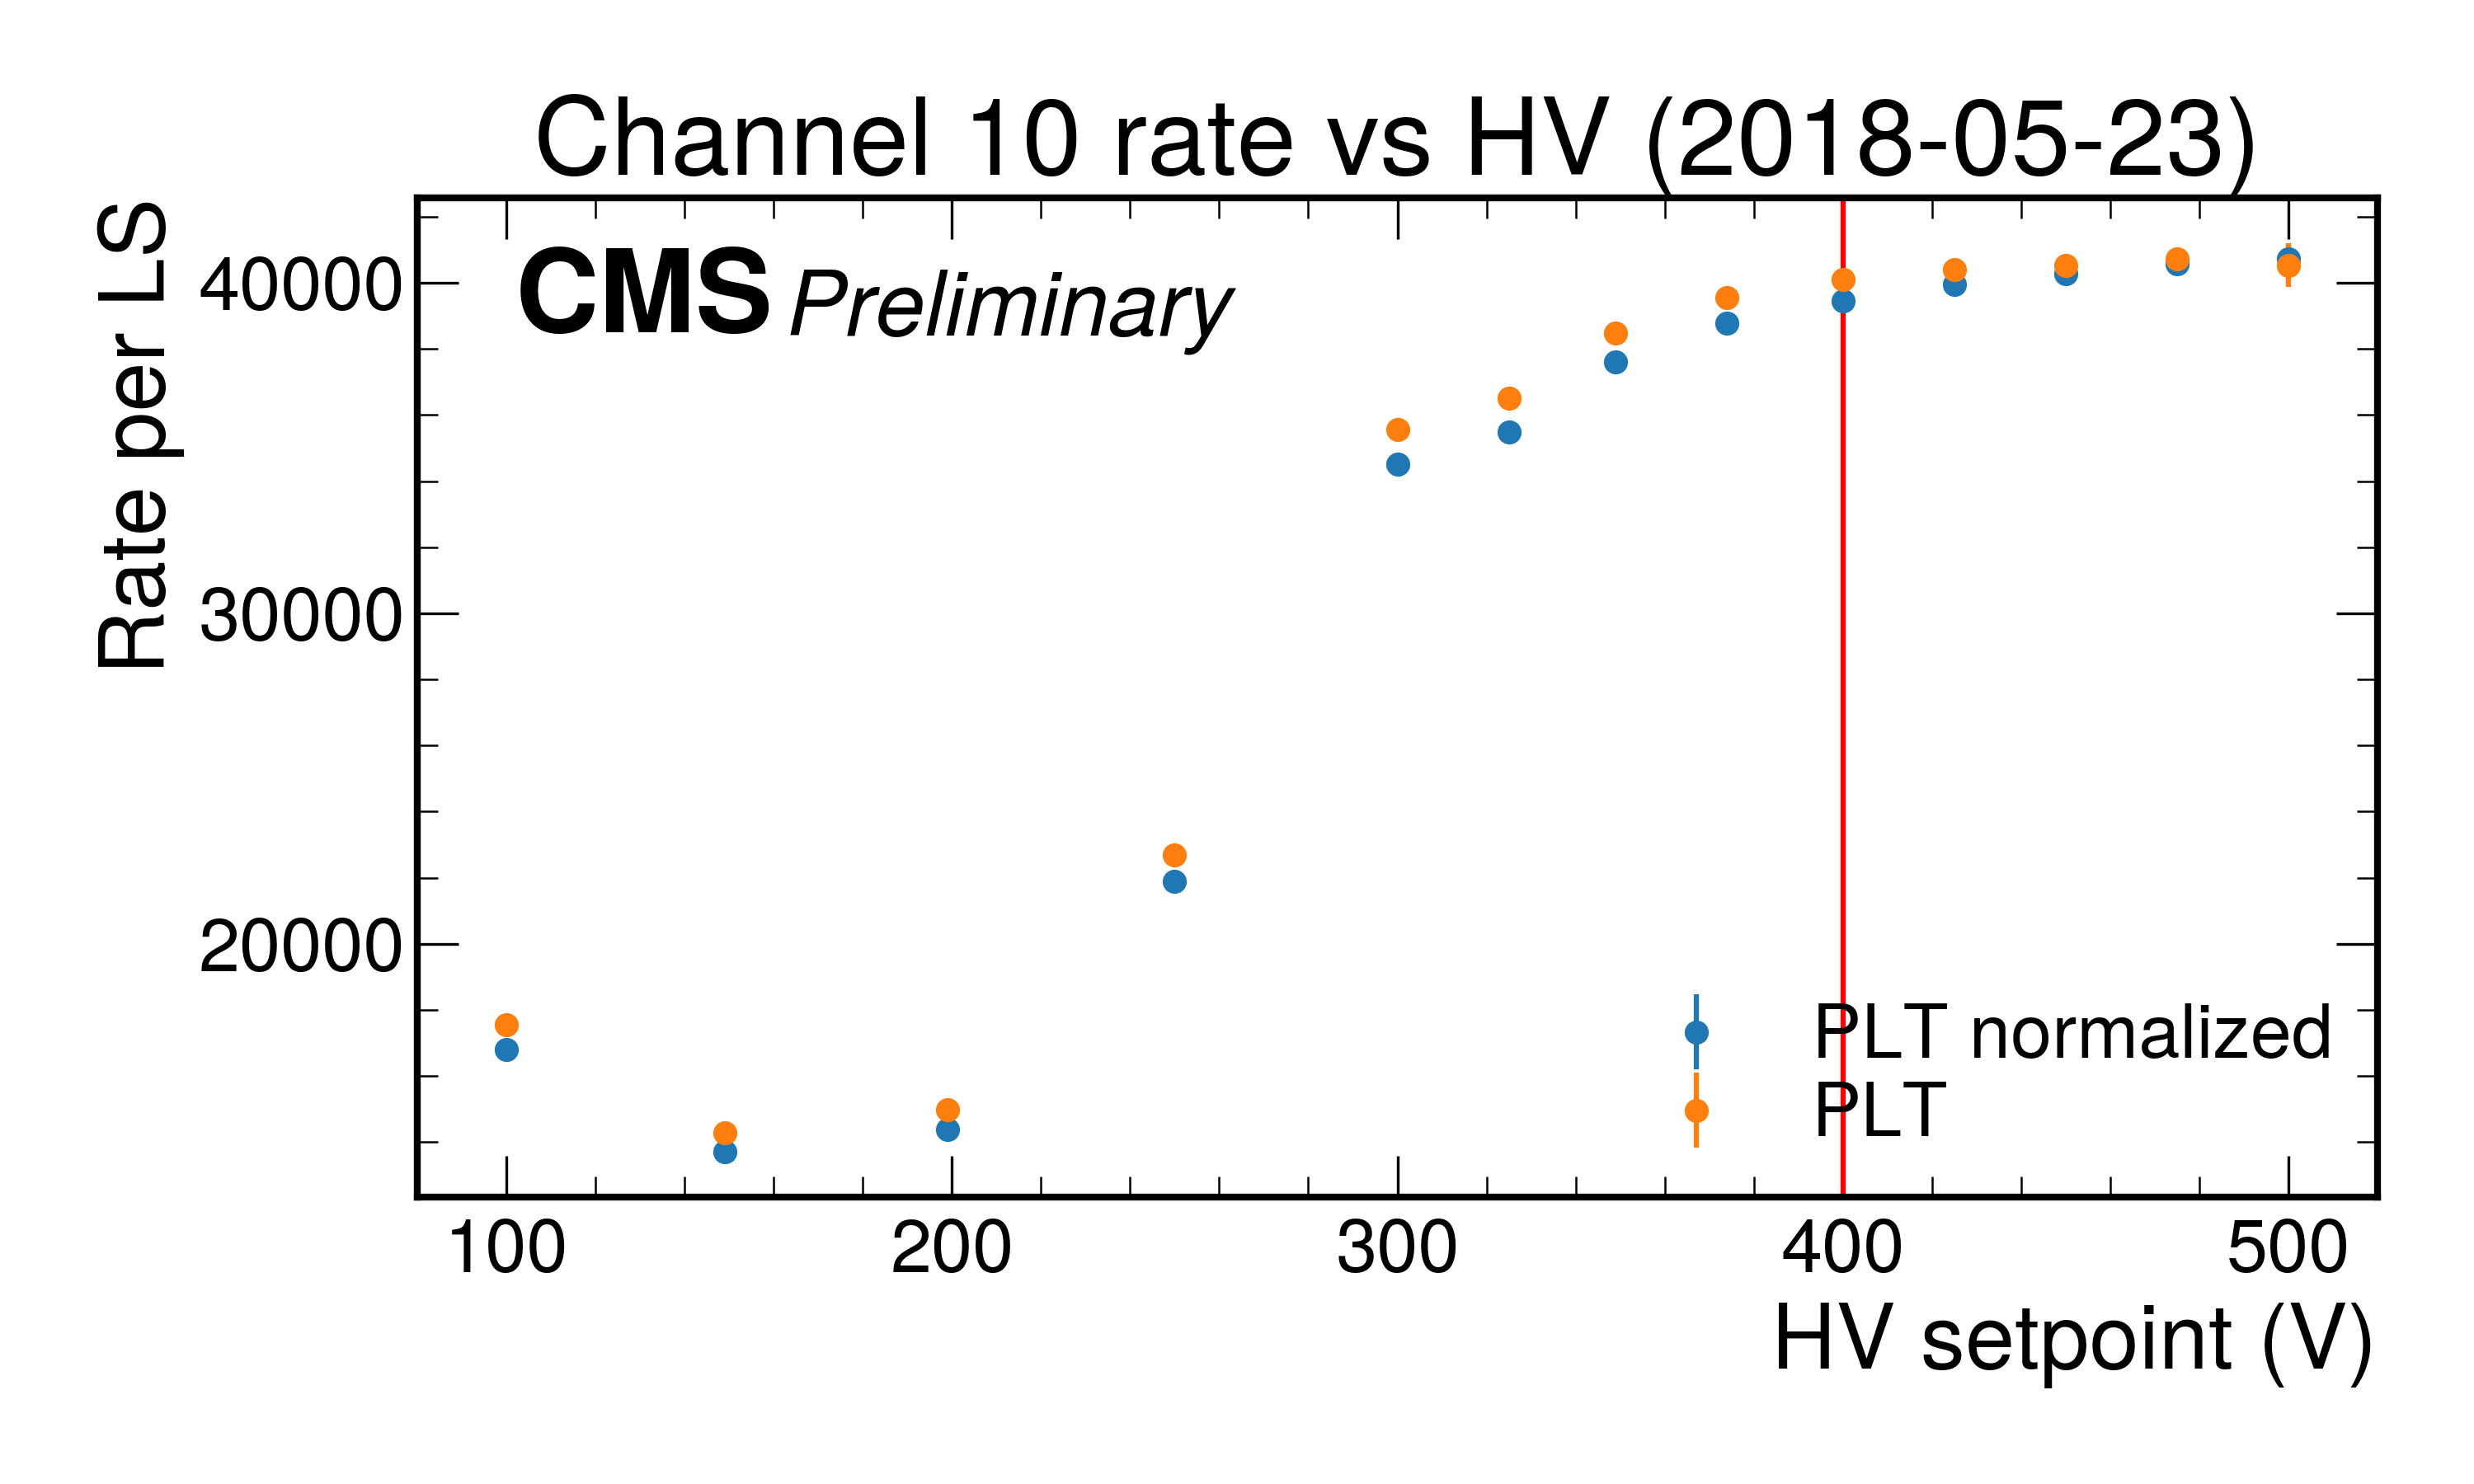 Channel 10 rate vs HV (2018-05-23)
CMS Preliminary
Rate per LS
40000
30000
20000
PLT normalized
PLT
100 200 300 400 500
HV setpoint (V)